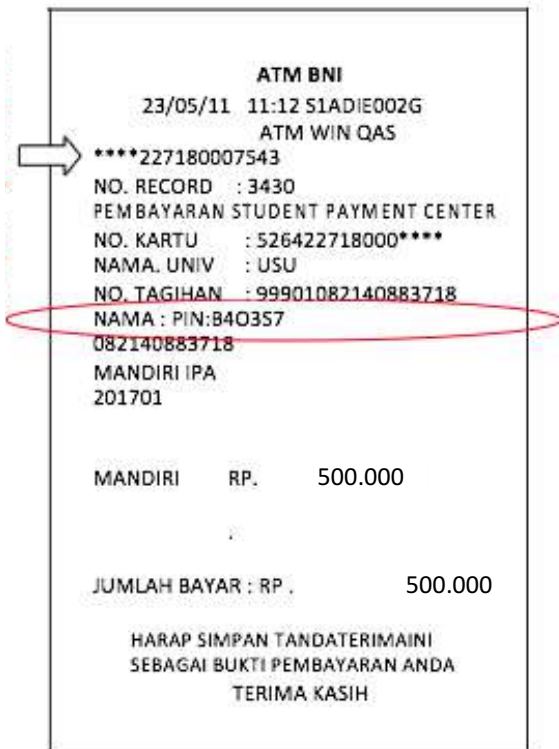 ATM BNI
23/05/11 11:12 S1ADIE002G
ATM WIN QAS
****227180007543
NO. RECORD : 3430
PEMBAYARAN STUDENT PAYMENT CENTER
NO. KARTU : 526422718000****
NAMA. UNIV : USU
NO. TAGIHAN : 99901082140883718
NAMA : PIN:B4O3S7
082140883718
MANDIRI IPA
201701
MANDIRI RP. 500.000
.
JUMLAH BAYAR : RP . 500.000
HARAP SIMPAN TANDATERIMAINI
SEBAGAI BUKTI PEMBAYARAN ANDA
TERIMA KASIH